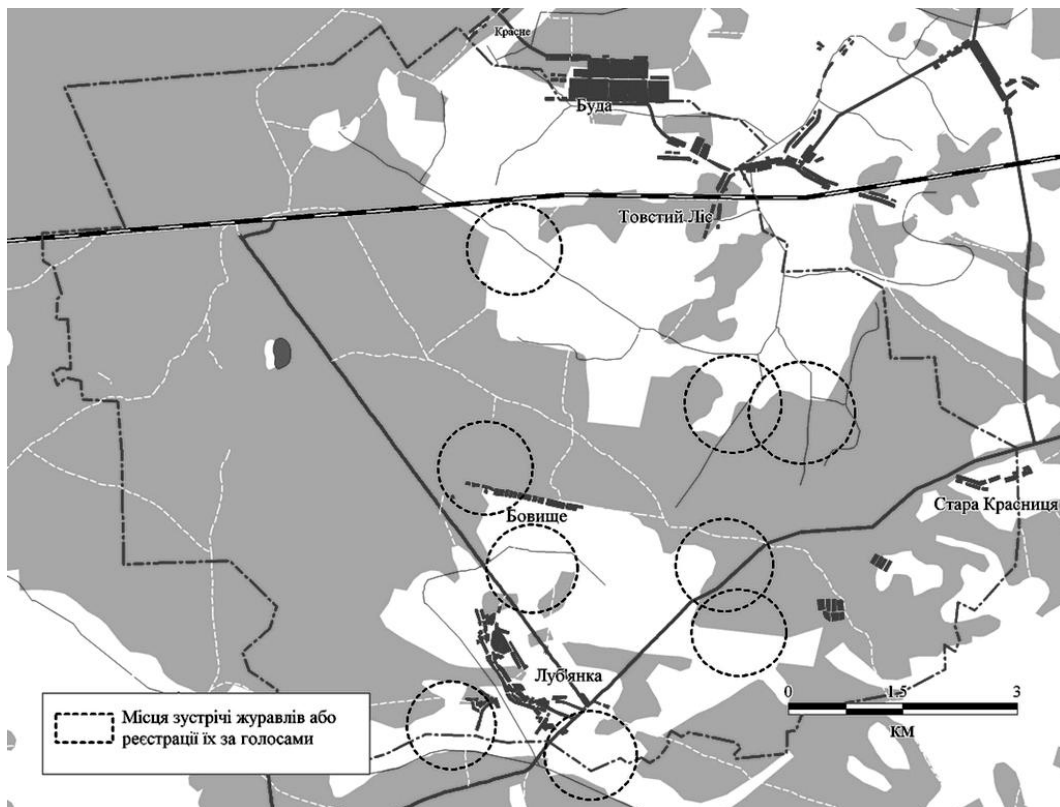 Красне
Буда
Товстий Ліс
Стара Красниця
Бовище
Луб'янка
0 1.5 3
км
Місця зустрічі журавлів або
реєстрації їх за голосами